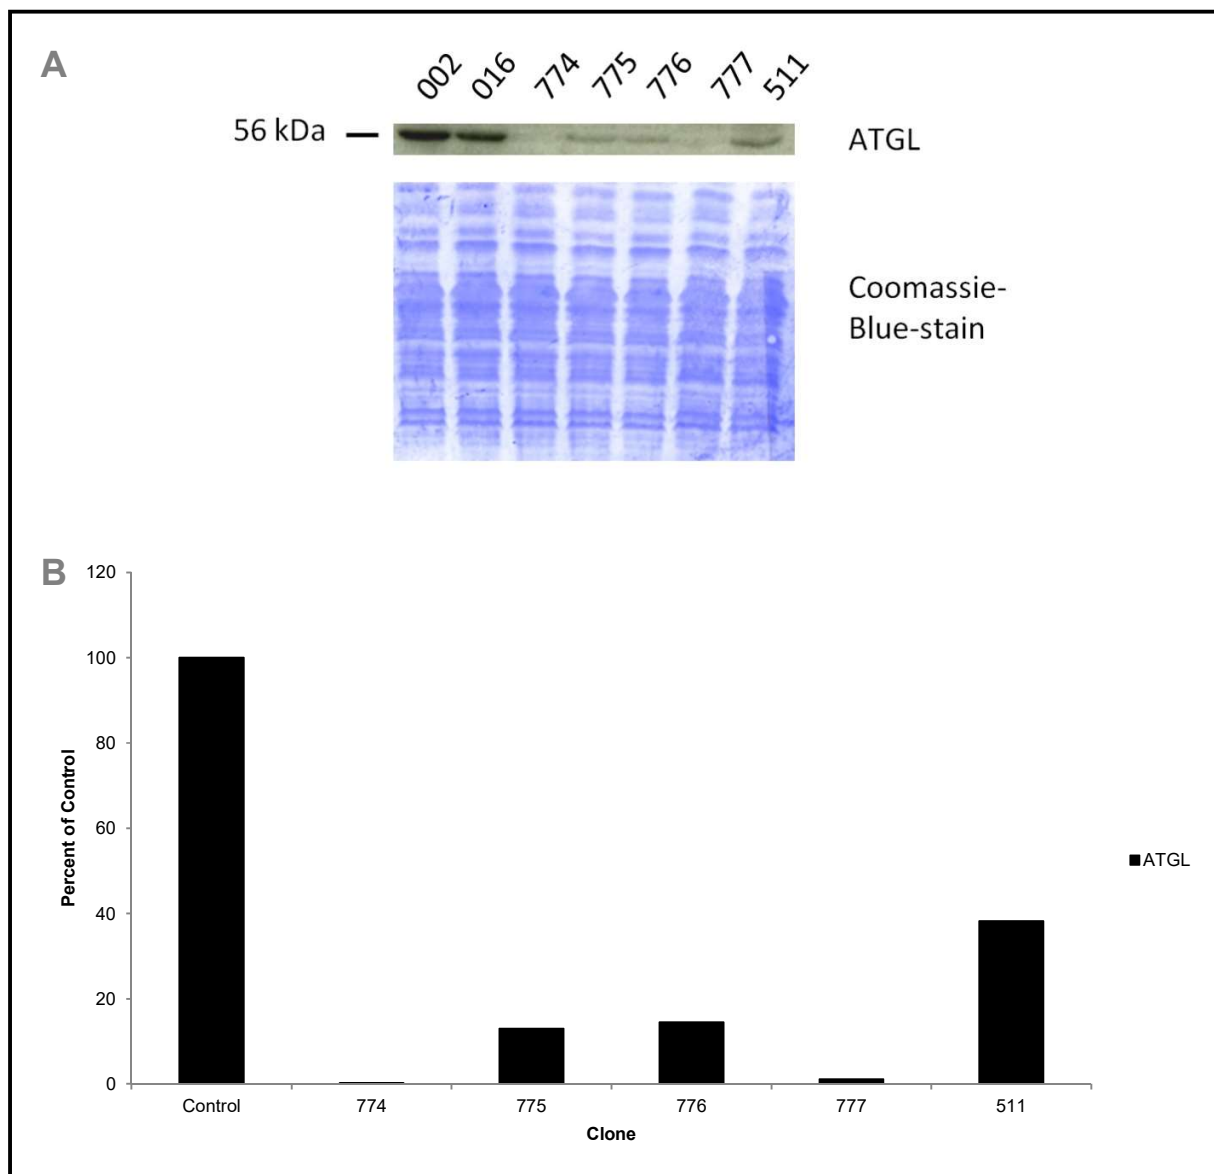 A
002 016 774 775 776 777 511
56 kDa
ATGL
Coomassie-
Blue-stain
B
120
100
80
60
40
20
0
Percent of Control
Control 774 775 776 777 511
Clone
ATGL